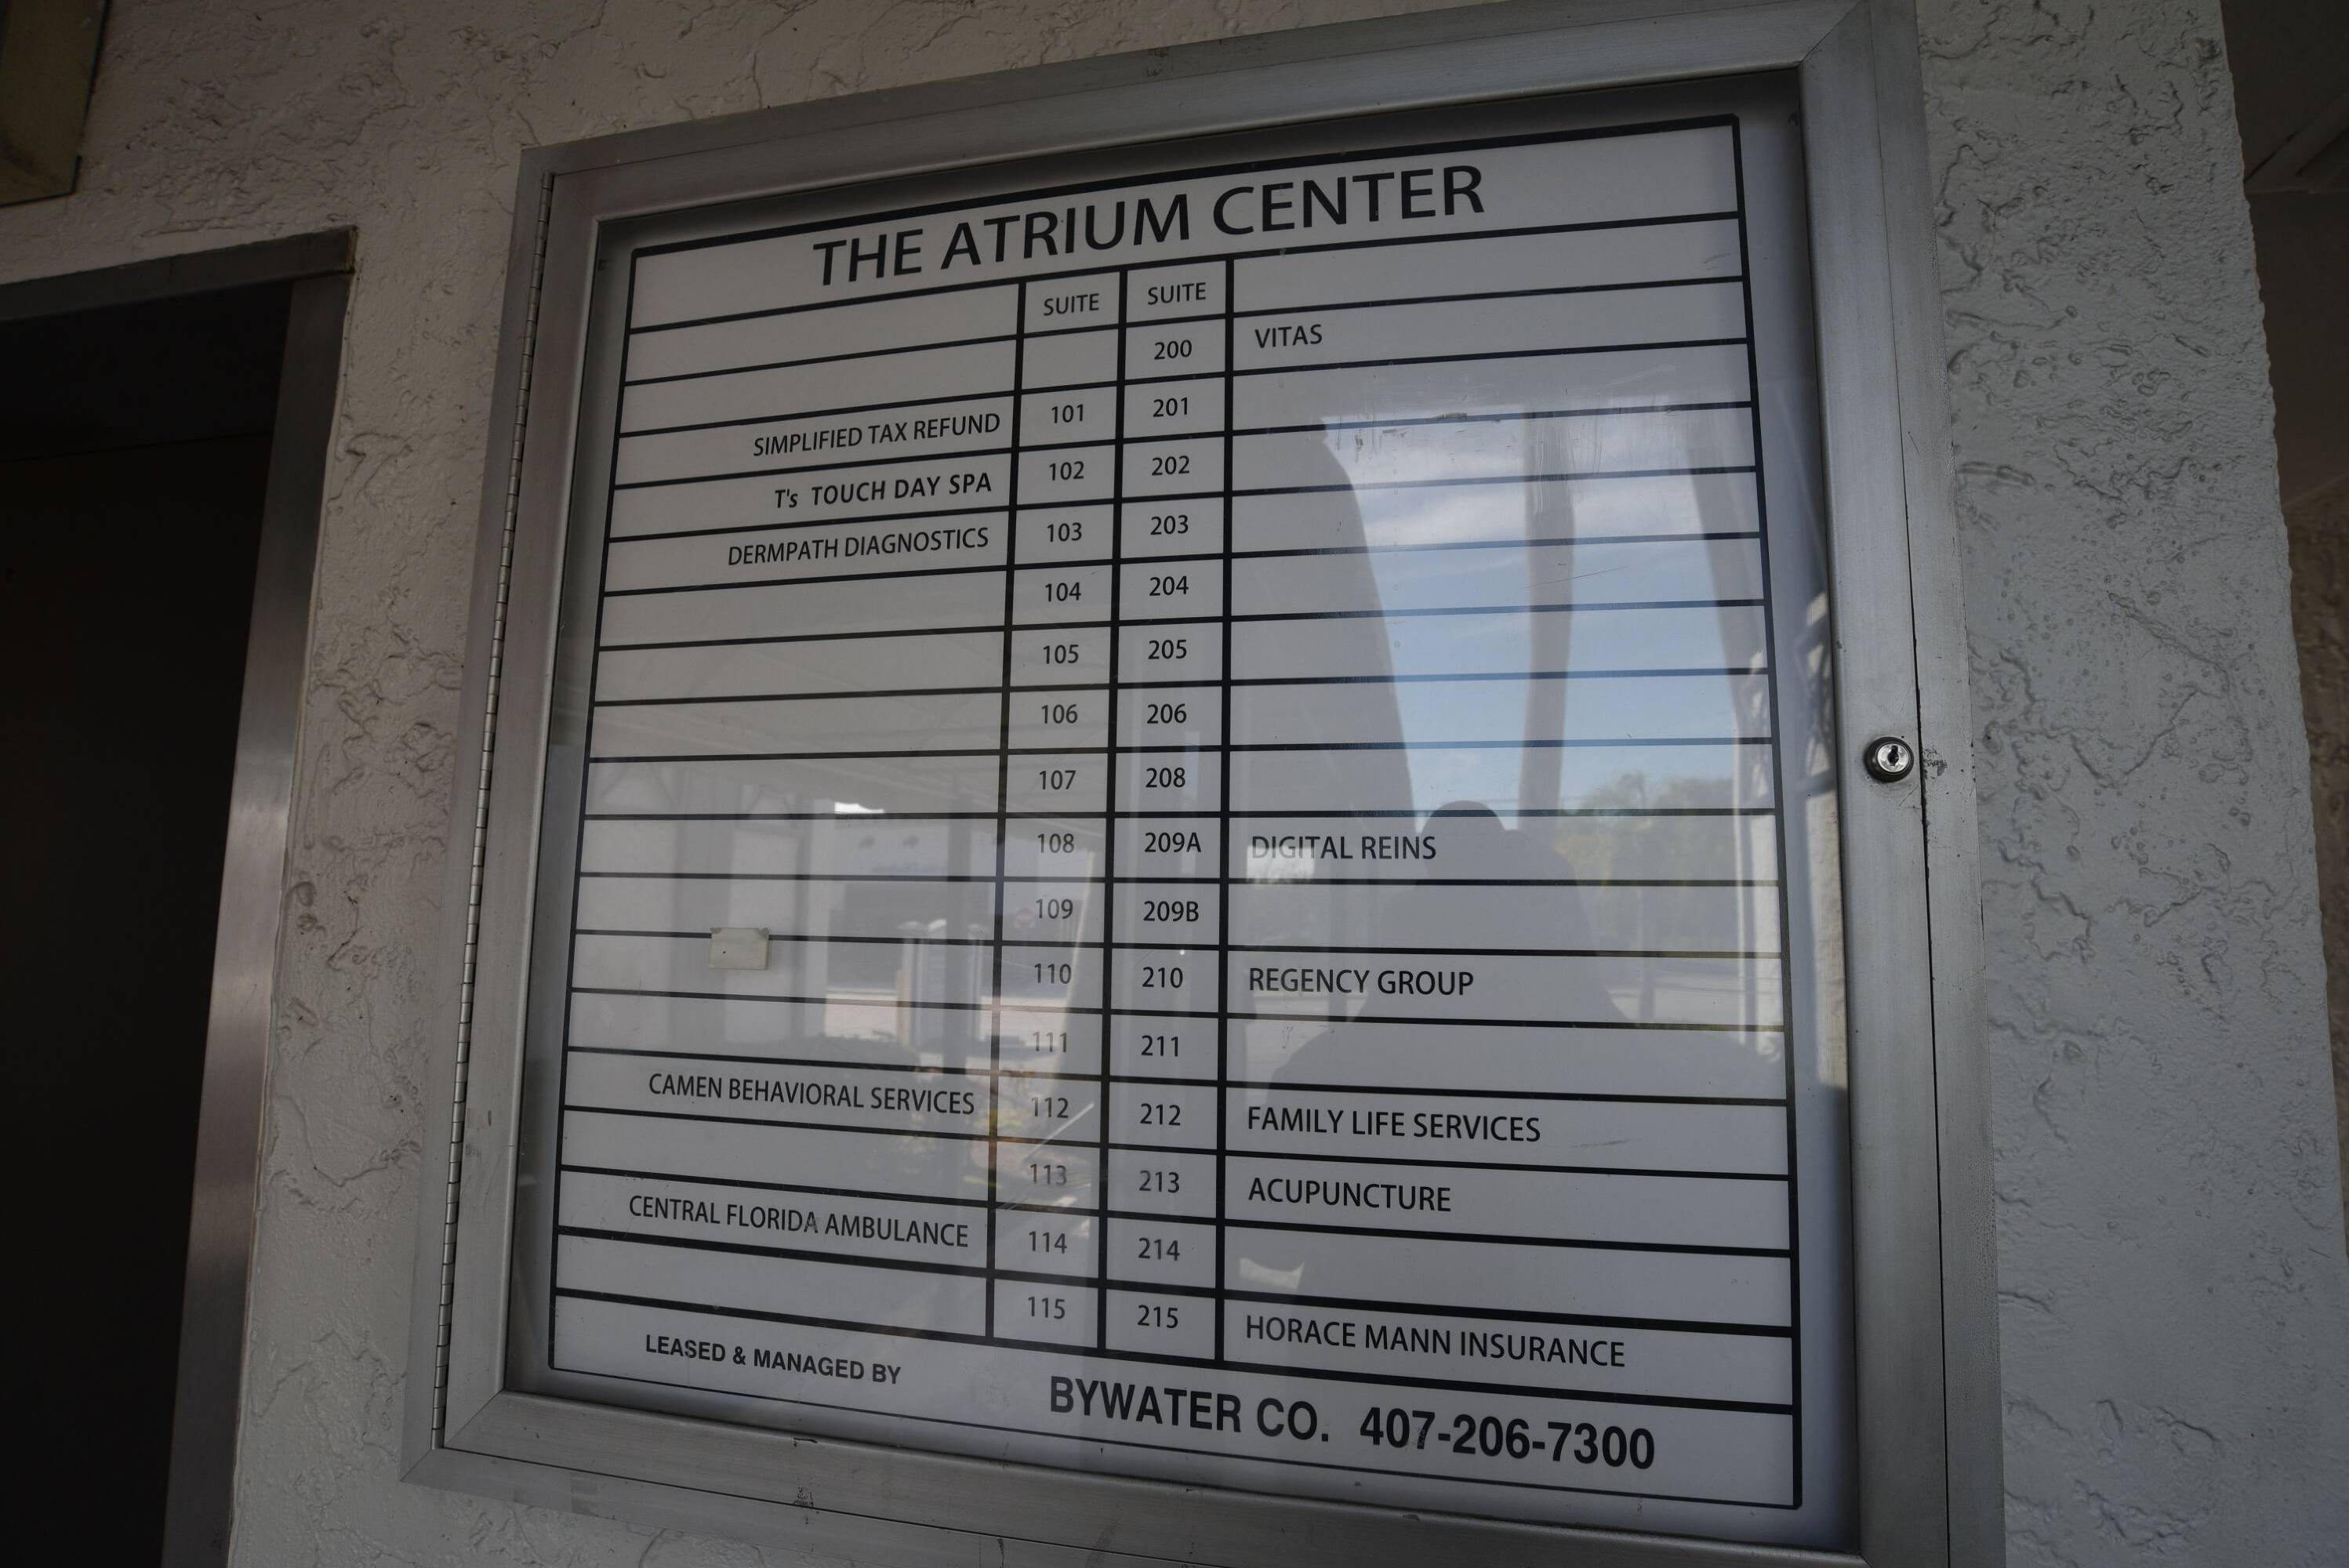 THE ATRIUM CENTER
SUITE SUITE
200 VITAS
SIMPLIFIED TAX REFUND 101 201
T's TOUCH DAY SPA 102 202
DERMPATH DIAGNOSTICS 103 203
104 204
105 205
106 206
107 208
108 209A DIGITAL REINS
109 209B
110 210 REGENCY GROUP
111 211
CAMEN BEHAVIORAL SERVICES 112 212 FAMILY LIFE SERVICES
113 213 ACUPUNCTURE
CENTRAL FLORIDA AMBULANCE 114 214
115 215 HORACE MANN INSURANCE
LEASED & MANAGED BY BYWATER CO. 407-206-7300